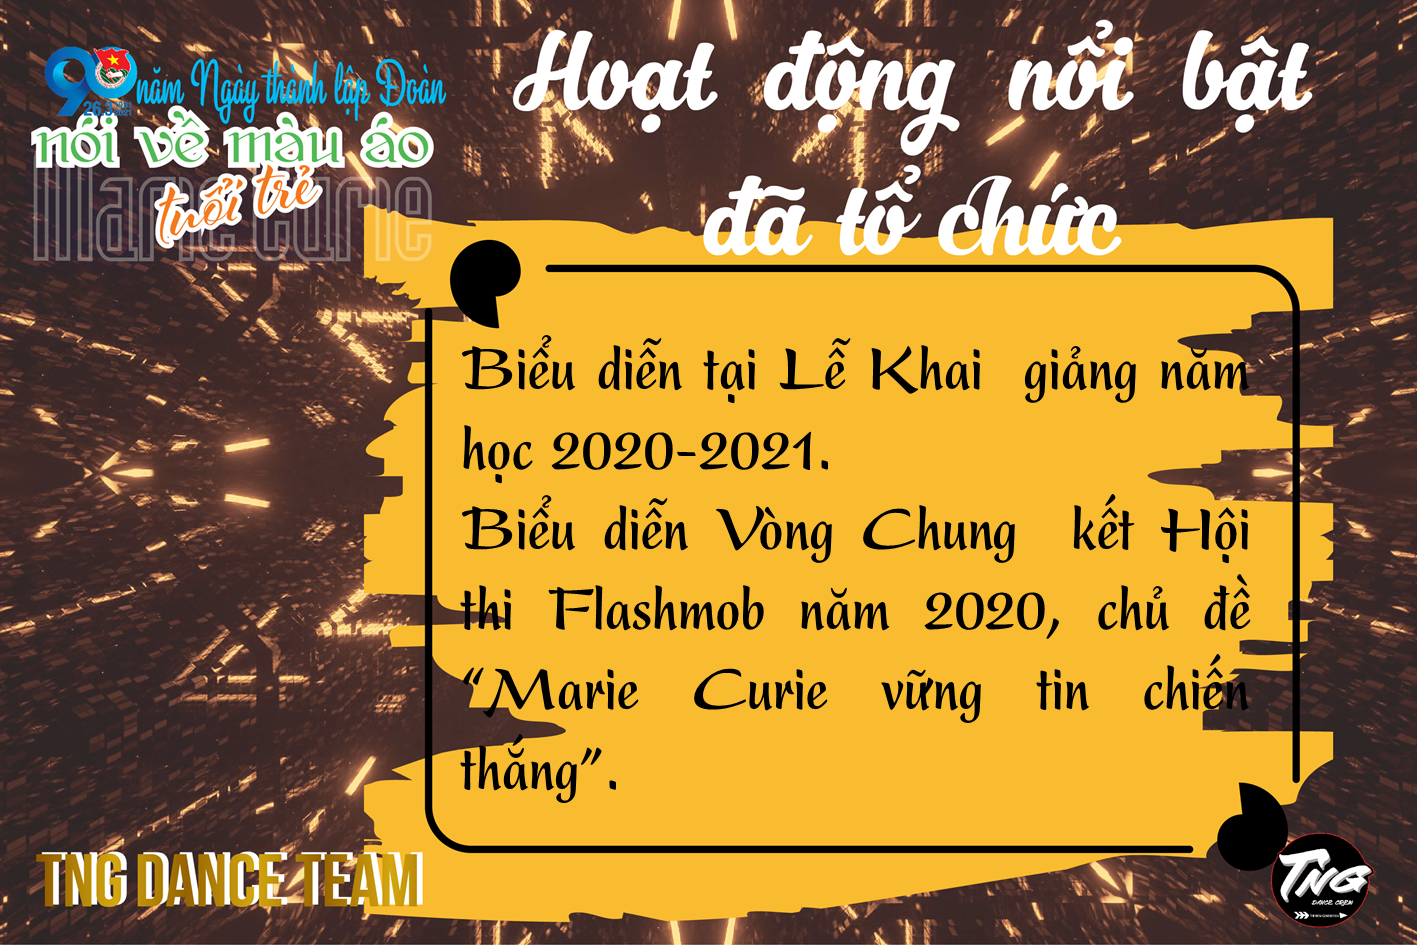 90 năm Ngày thành lập Đoàn
nói về màu áo
tuổi trẻ
Marie Curie
Hoạt động nổi bật
đã tổ chức
Biểu diễn tại Lễ Khai giảng năm
học 2020-2021.
Biểu diễn Vòng Chung kết Hội
thi Flashmob năm 2020, chủ đề
“Marie Curie vững tin chiến
thắng”.
TNG DANCE TEAM
TNG
DANCE CREW